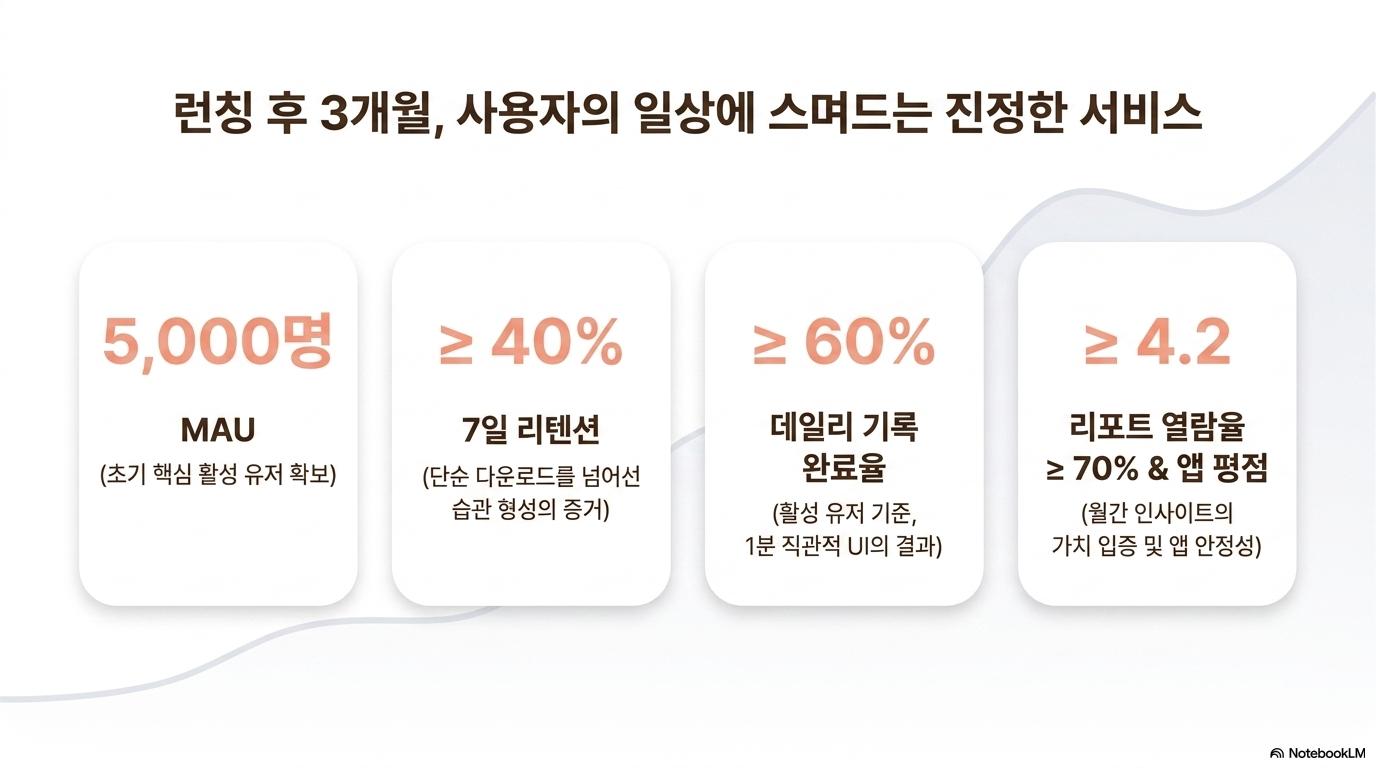 런칭 후 3개월, 사용자의 일상에 스며드는 진정한 서비스
5,000명
MAU
(초기 핵심 활성 유저 확보)
≥ 40%
7일 리텐션
(단순 다운로드를 넘어선
습관 형성의 증거)
≥ 60%
데일리 기록
완료율
(활성 유저 기준,
1분 직관적 UI의 결과)
≥ 4.2
리포트 열람율
≥ 70% & 앱 평점
(월간 인사이트의
가치 입증 및 앱 안정성)
NotebookLM